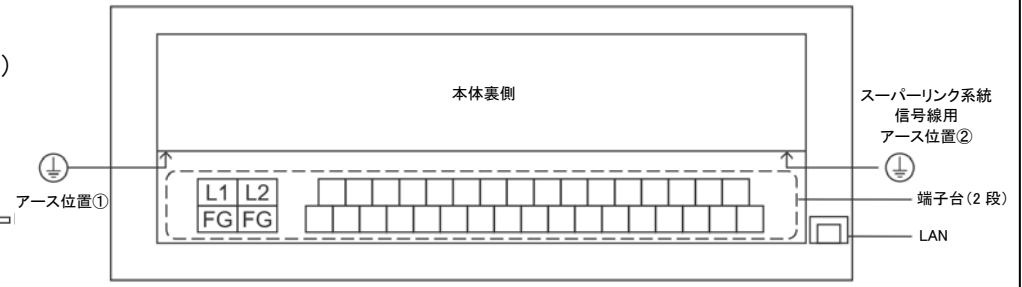 )
本体裏側
スーパーリンク系統
信号線用
アース位置②
アース位置①
L1 L2
FG FG
端子台(2 段)
LAN